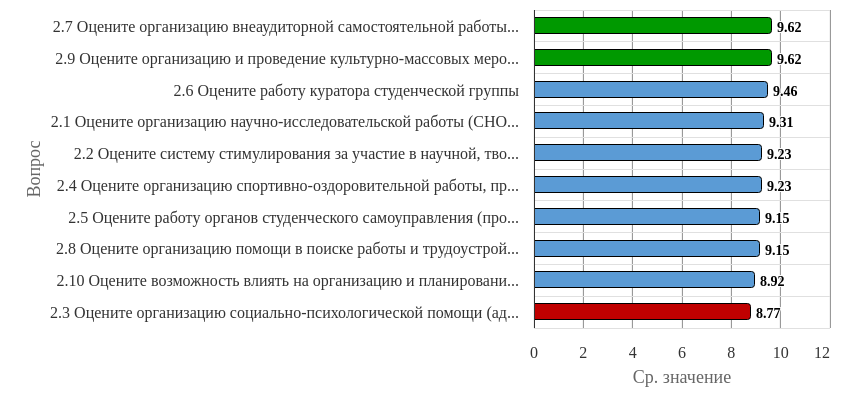 2.7 Оцените организацию внеаудиторной самостоятельной работы... 9.62
2.9 Оцените организацию и проведение культурно-массовых меро... 9.62
2.6 Оцените работу куратора студенческой группы 9.46
2.1 Оцените организацию научно-исследовательской работы (СНО... 9.31
2.2 Оцените систему стимулирования за участие в научной, тво... 9.23
2.4 Оцените организацию спортивно-оздоровительной работы, пр... 9.23
2.5 Оцените работу органов студенческого самоуправления (про... 9.15
2.8 Оцените организацию помощи в поиске работы и трудоустрой... 9.15
2.10 Оцените возможность влиять на организацию и планировани... 8.92
2.3 Оцените организацию социально-психологической помощи (ад... 8.77
Вопрос
0 2 4 6 8 10 12
Ср. значение